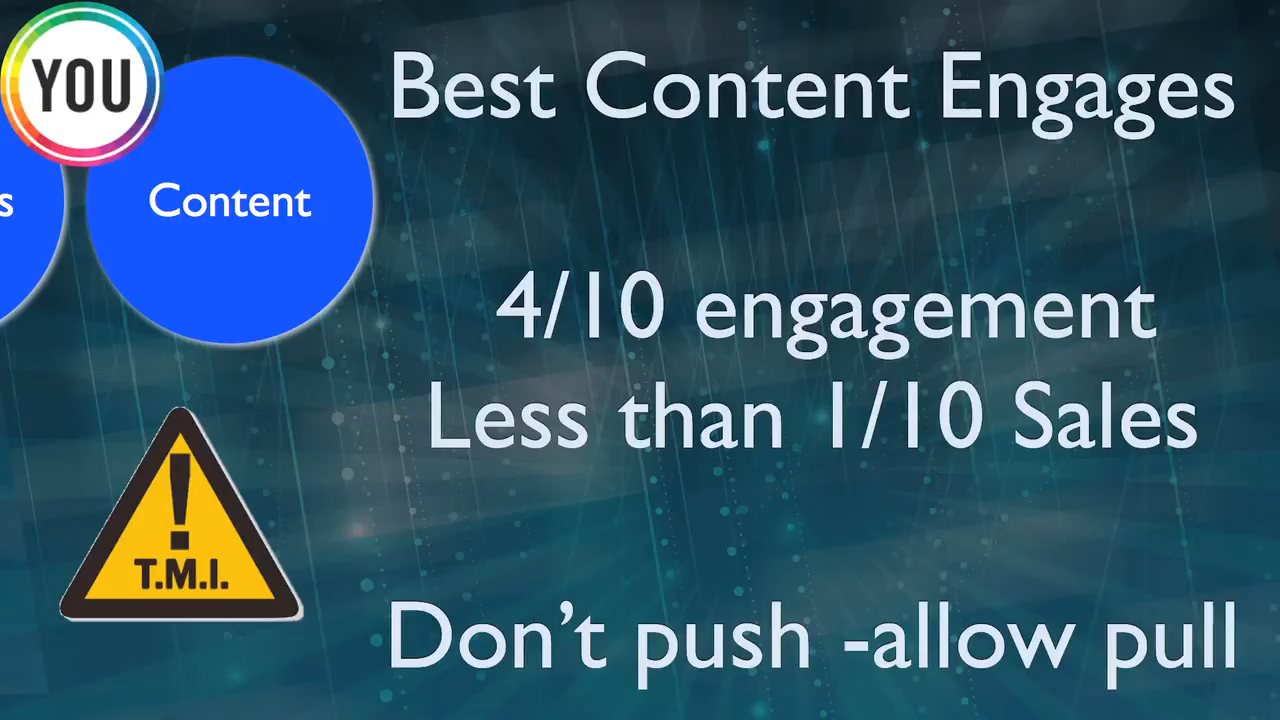 YOU
s
Content
Best Content Engages
4/10 engagement
Less than 1/10 Sales
T.M.I.
Don't push -allow pull